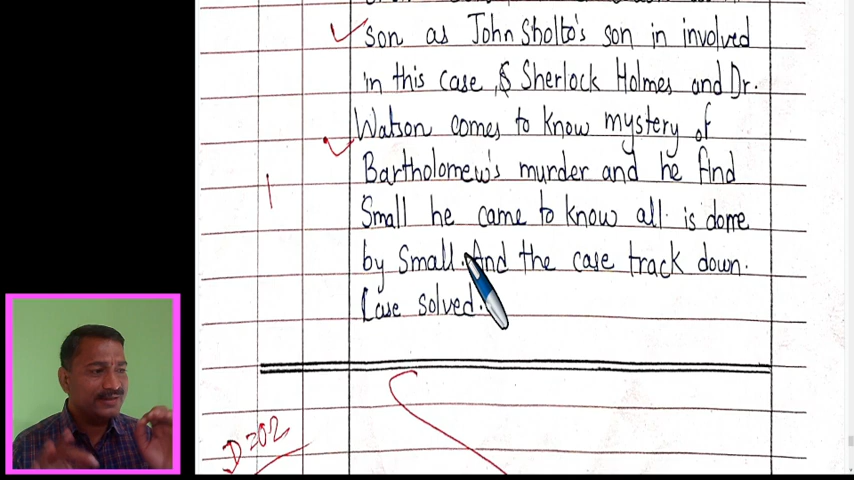 son as John Sholto's son in involved
in this case, & Sherlock Holmes and Dr.
Watson comes to know mystery of
Bartholomew's murder and he find
Small he came to know all is done
by Small. And the case track down.
Case solved.
1
D=02